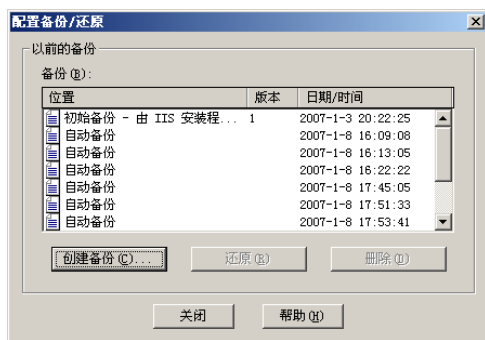 配置备份/还原
以前的备份
备份(B):
位置 版本 日期/时间
初始备份 - 由 IIS 安装程... 1 2007-1-3 20:22:25
自动备份 2007-1-8 16:09:08
自动备份 2007-1-8 16:13:05
自动备份 2007-1-8 16:22:22
自动备份 2007-1-8 17:45:05
自动备份 2007-1-8 17:51:33
自动备份 2007-1-8 17:53:41
创建备份(C)... 还原(R) 删除(D)
关闭 帮助(H)